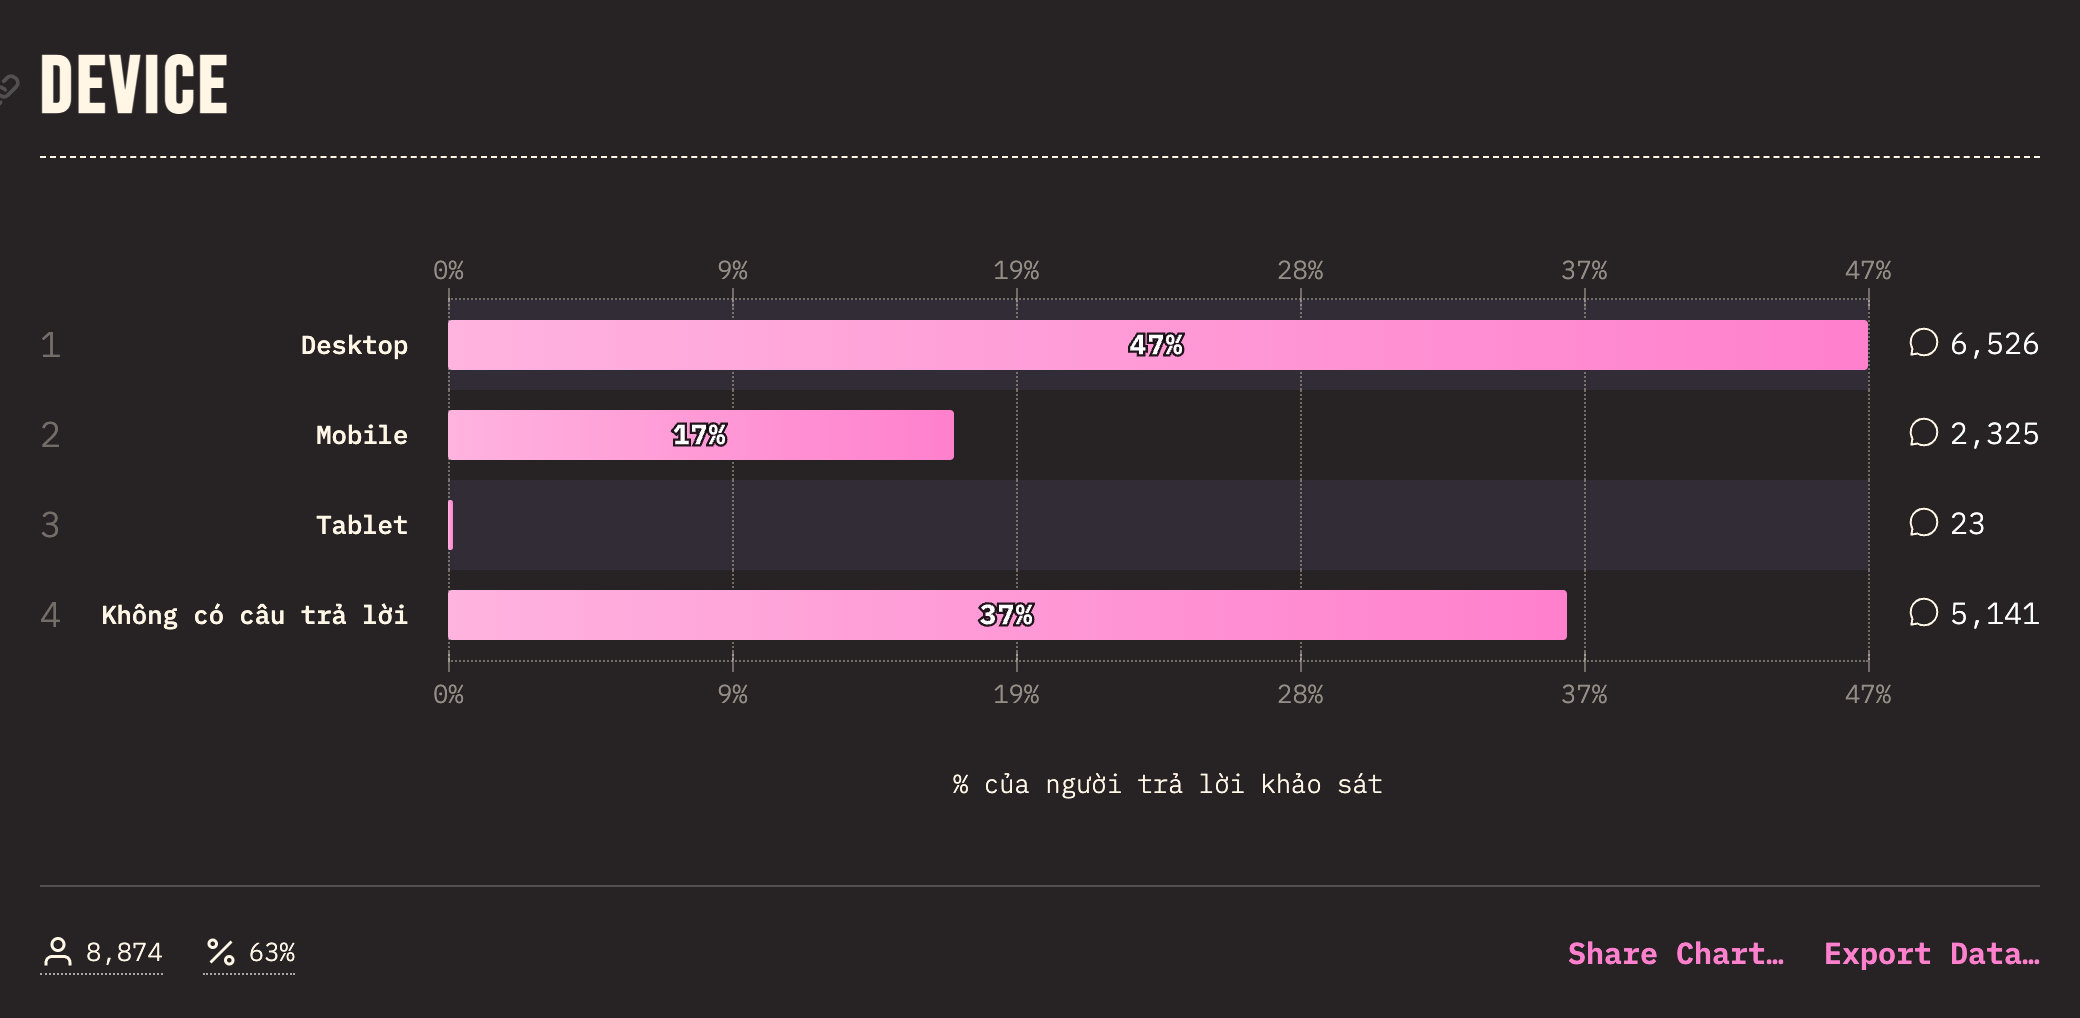 DEVICE
0% 9% 19% 28% 37% 47%
1 Desktop 47% 6,526
2 Mobile 17% 2,325
3 Tablet 23
4 Không có câu trả lời 37% 5,141
0% 9% 19% 28% 37% 47%
% của người trả lời khảo sát
8,874 % 63% Share Chart… Export Data…